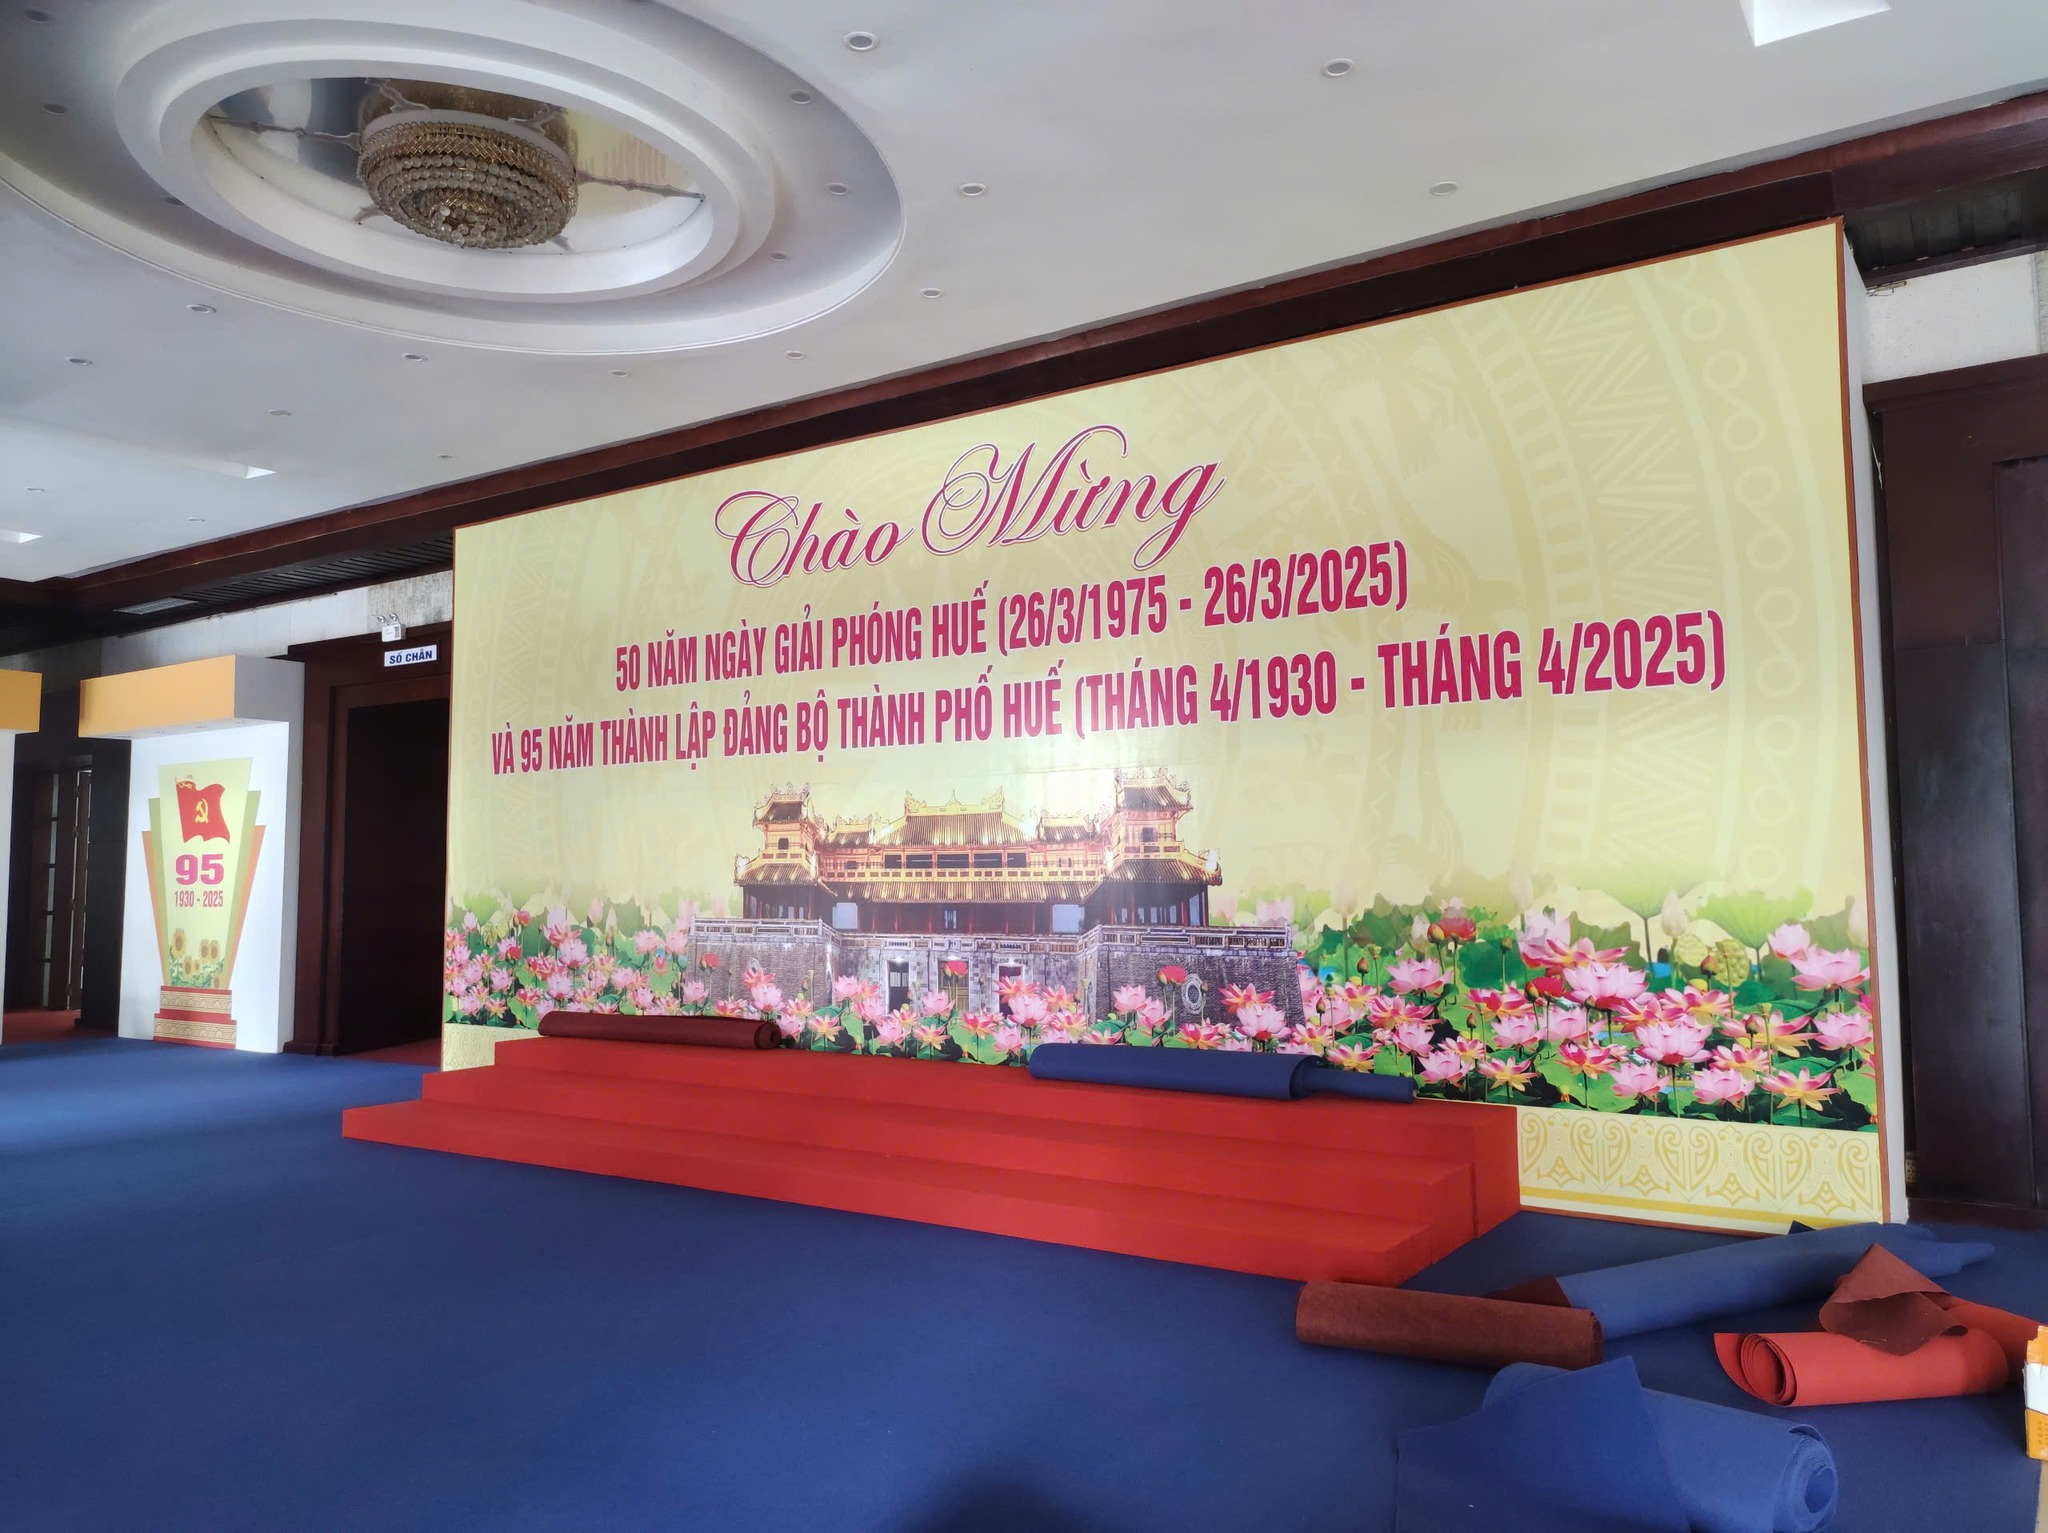 Chào Mừng
50 NĂM NGÀY GIẢI PHÓNG HUẾ (26/3/1975 - 26/3/2025)
VÀ 95 NĂM THÀNH LẬP ĐẢNG BỘ THÀNH PHỐ HUẾ (THÁNG 4/1930 - THÁNG 4/2025)
SỐ CHẴN
95
1930 - 2025